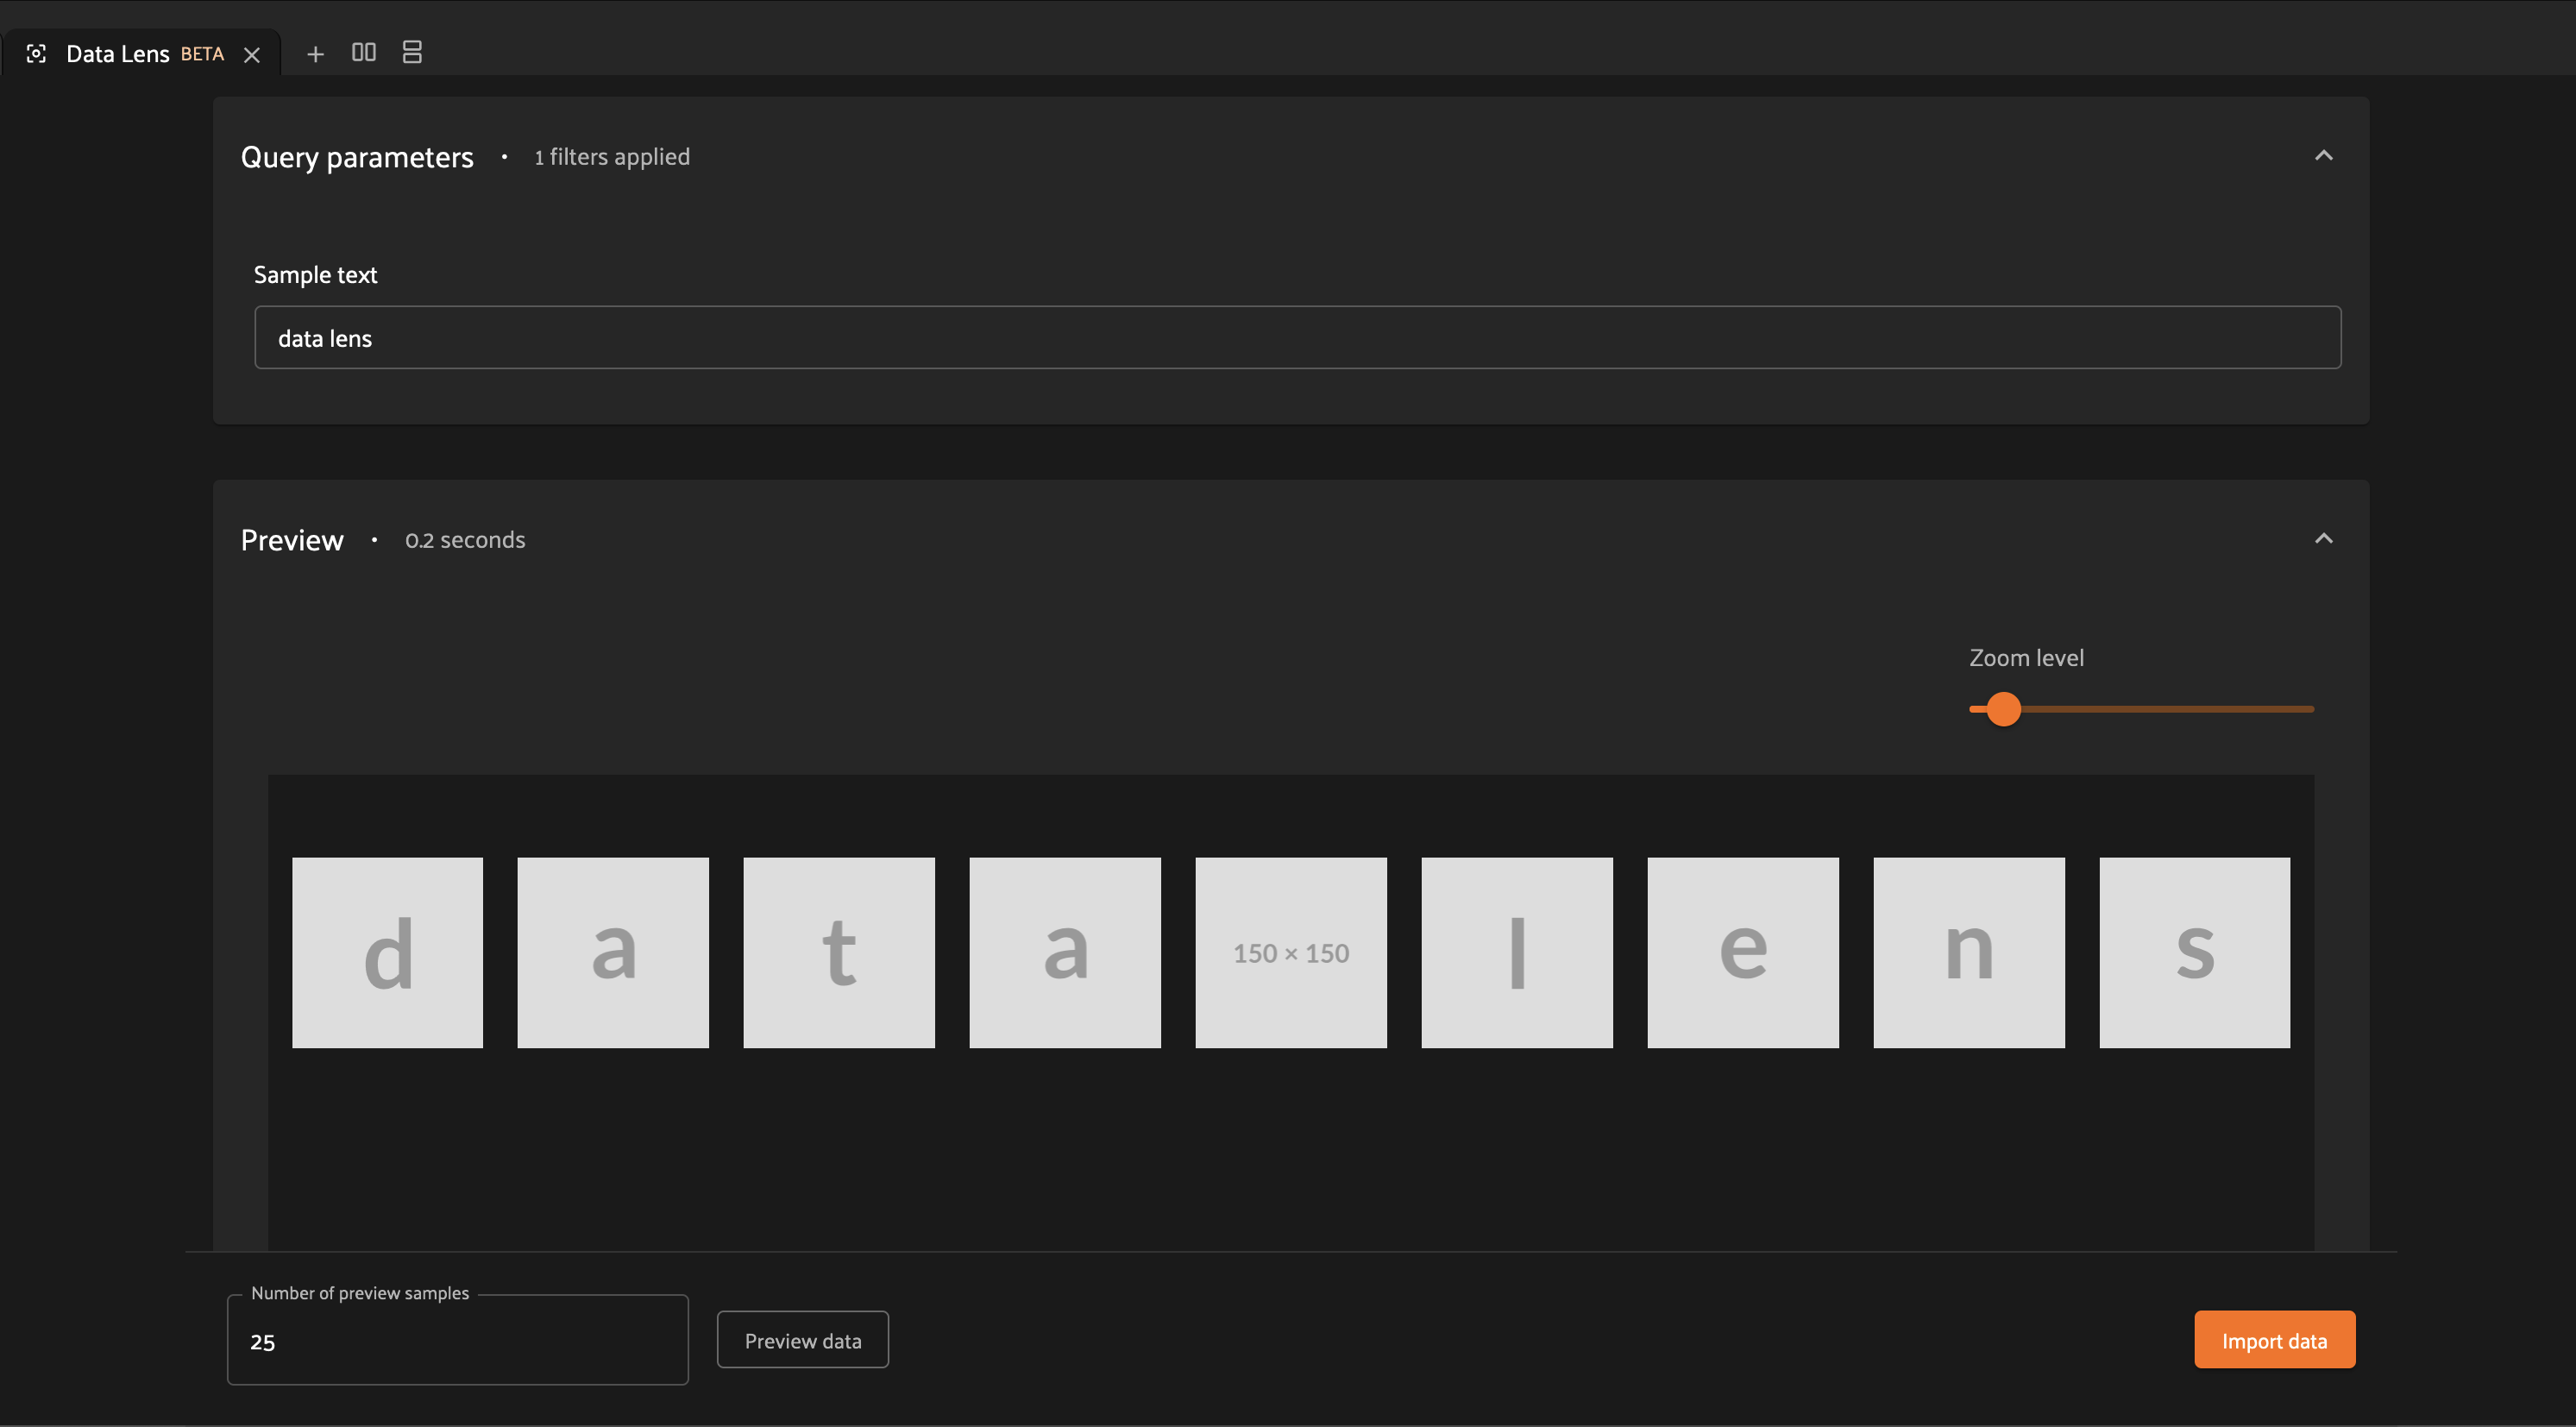 Data Lens BETA
Query parameters • 1 filters applied
Sample text
data lens
Preview • 0.2 seconds
Zoom level
d a t a 150 × 150 l e n s
Number of preview samples
25
Preview data
Import data